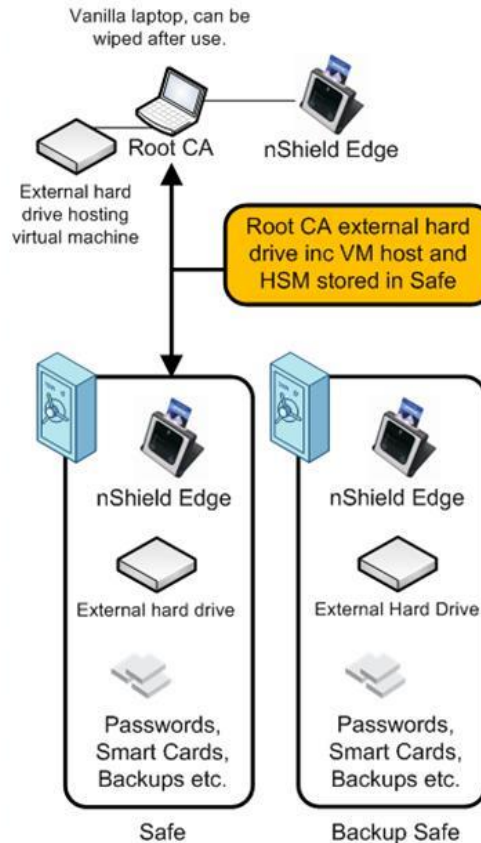 Vanilla laptop, can be
wiped after use.
Root CA
nShield Edge
External hard
drive hosting
virtual machine
Root CA external hard
drive inc VM host and
HSM stored in Safe
nShield Edge
External hard drive
Passwords,
Smart Cards,
Backups etc.
Safe
nShield Edge
External Hard Drive
Passwords,
Smart Cards,
Backups etc.
Backup Safe